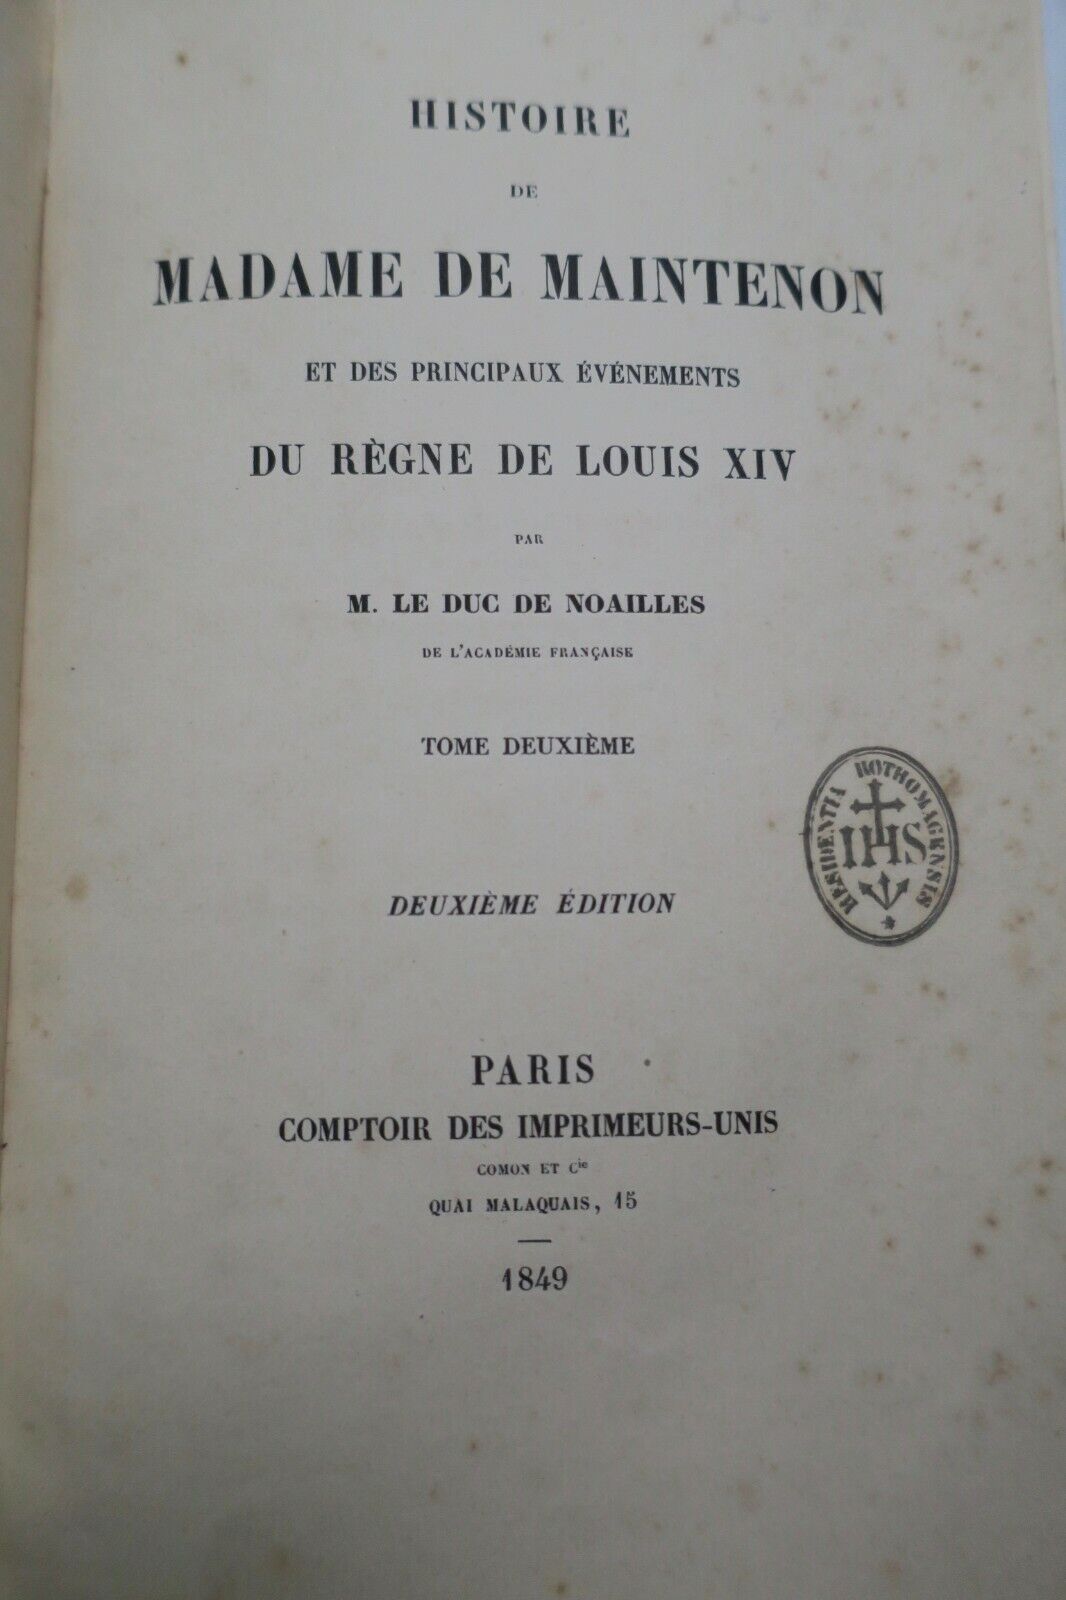 HISTOIRE
DE
MADAME DE MAINTENON
ET DES PRINCIPAUX ÉVÉNEMENTS
DU RÈGNE DE LOUIS XIV
PAR
M. LE DUC DE NOAILLES
DE L'ACADÉMIE FRANÇAISE
TOME DEUXIÈME
RESIDENTIA ROTHOMAGENSIS
IHS
DEUXIÈME ÉDITION
PARIS
COMPTOIR DES IMPRIMEURS-UNIS
COMON ET Cie
QUAI MALAQUAIS, 15
1849